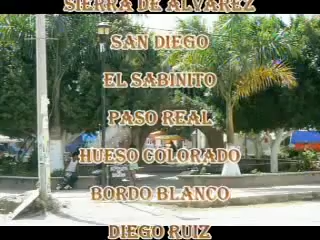 SIERRA DE ALVAREZ
SAN DIEGO
EL SABINITO
PASO REAL
HUESO COLORADO
BORDO BLANCO
DIEGO RUIZ